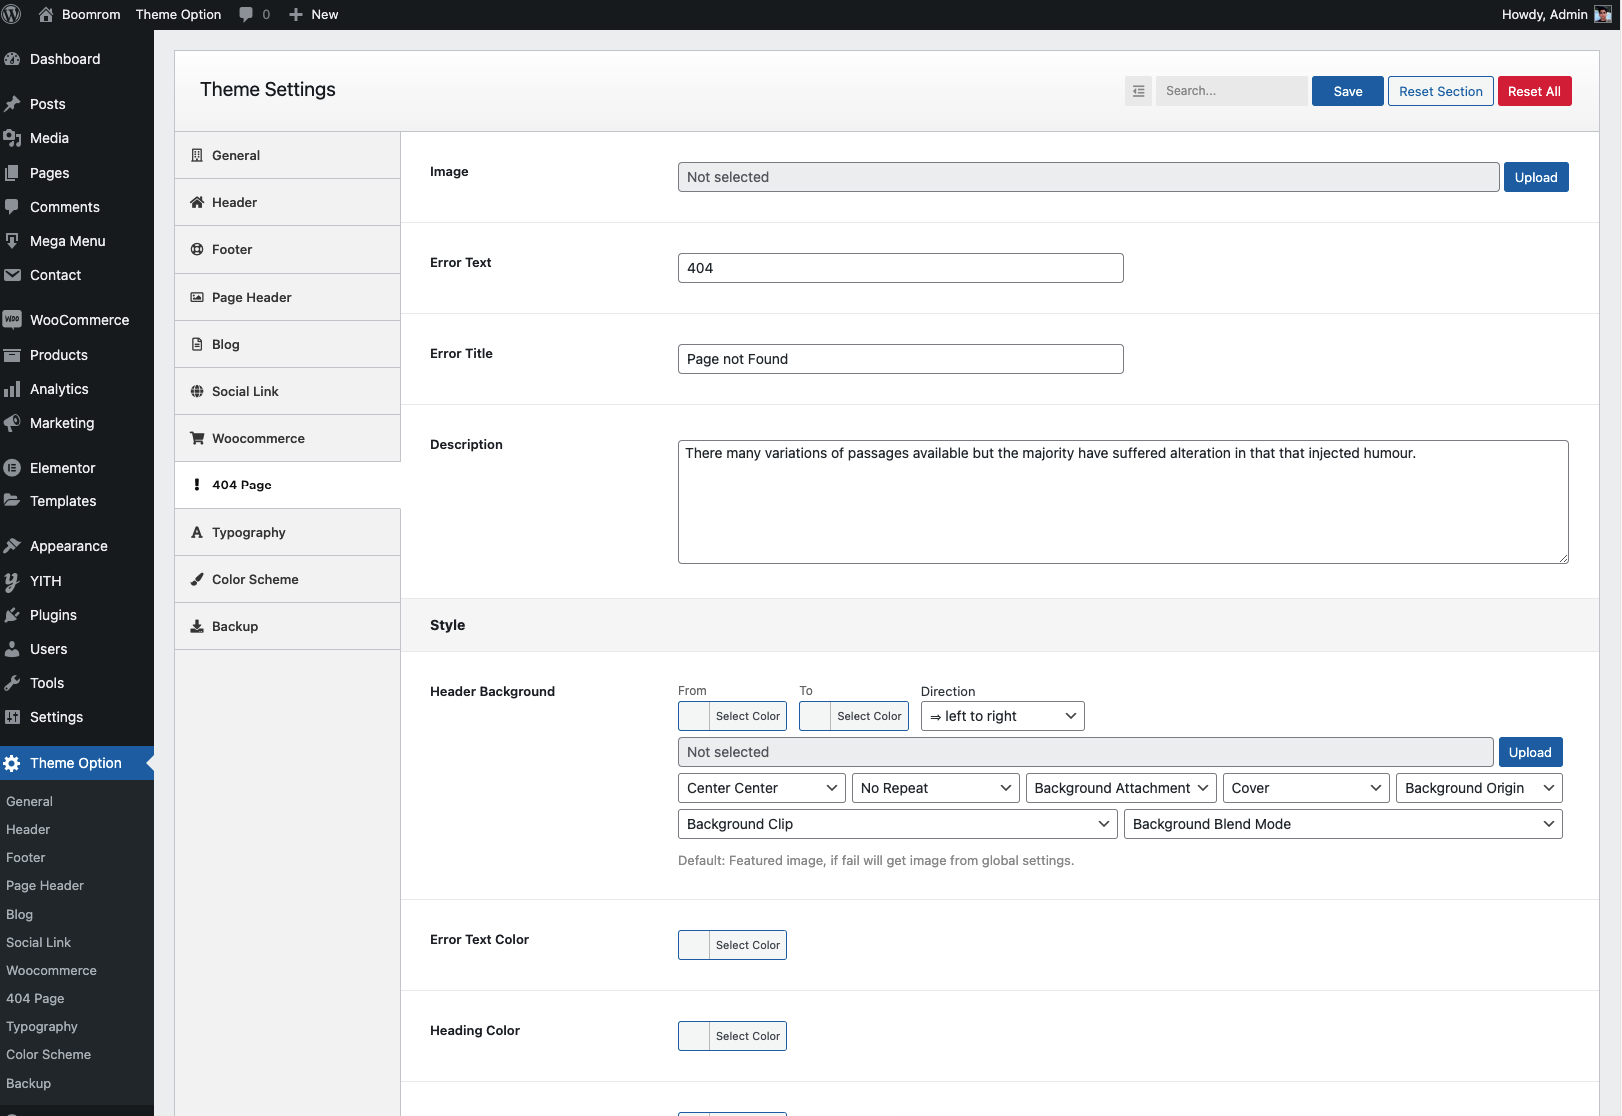 Boomrom Theme Option 0 New Howdy, Admin
Dashboard
Posts
Media
Pages
Comments
Mega Menu
Contact
WooCommerce
Products
Analytics
Marketing
Elementor
Templates
Appearance
YITH
Plugins
Users
Tools
Settings
Theme Option
General
Header
Footer
Page Header
Blog
Social Link
Woocommerce
404 Page
Typography
Color Scheme
Backup
Theme Settings
Search... Save Reset Section Reset All
General
Header
Footer
Page Header
Blog
Social Link
Woocommerce
404 Page
Typography
Color Scheme
Backup
Image Not selected Upload
Error Text 404
Error Title Page not Found
Description There many variations of passages available but the majority have suffered alteration in that that injected humour.
Style
Header Background
From To Direction
Select Color Select Color ⇒ left to right
Not selected Upload
Center Center No Repeat Background Attachment Cover Background Origin
Background Clip Background Blend Mode
Default: Featured image, if fail will get image from global settings.
Error Text Color Select Color
Heading Color Select Color